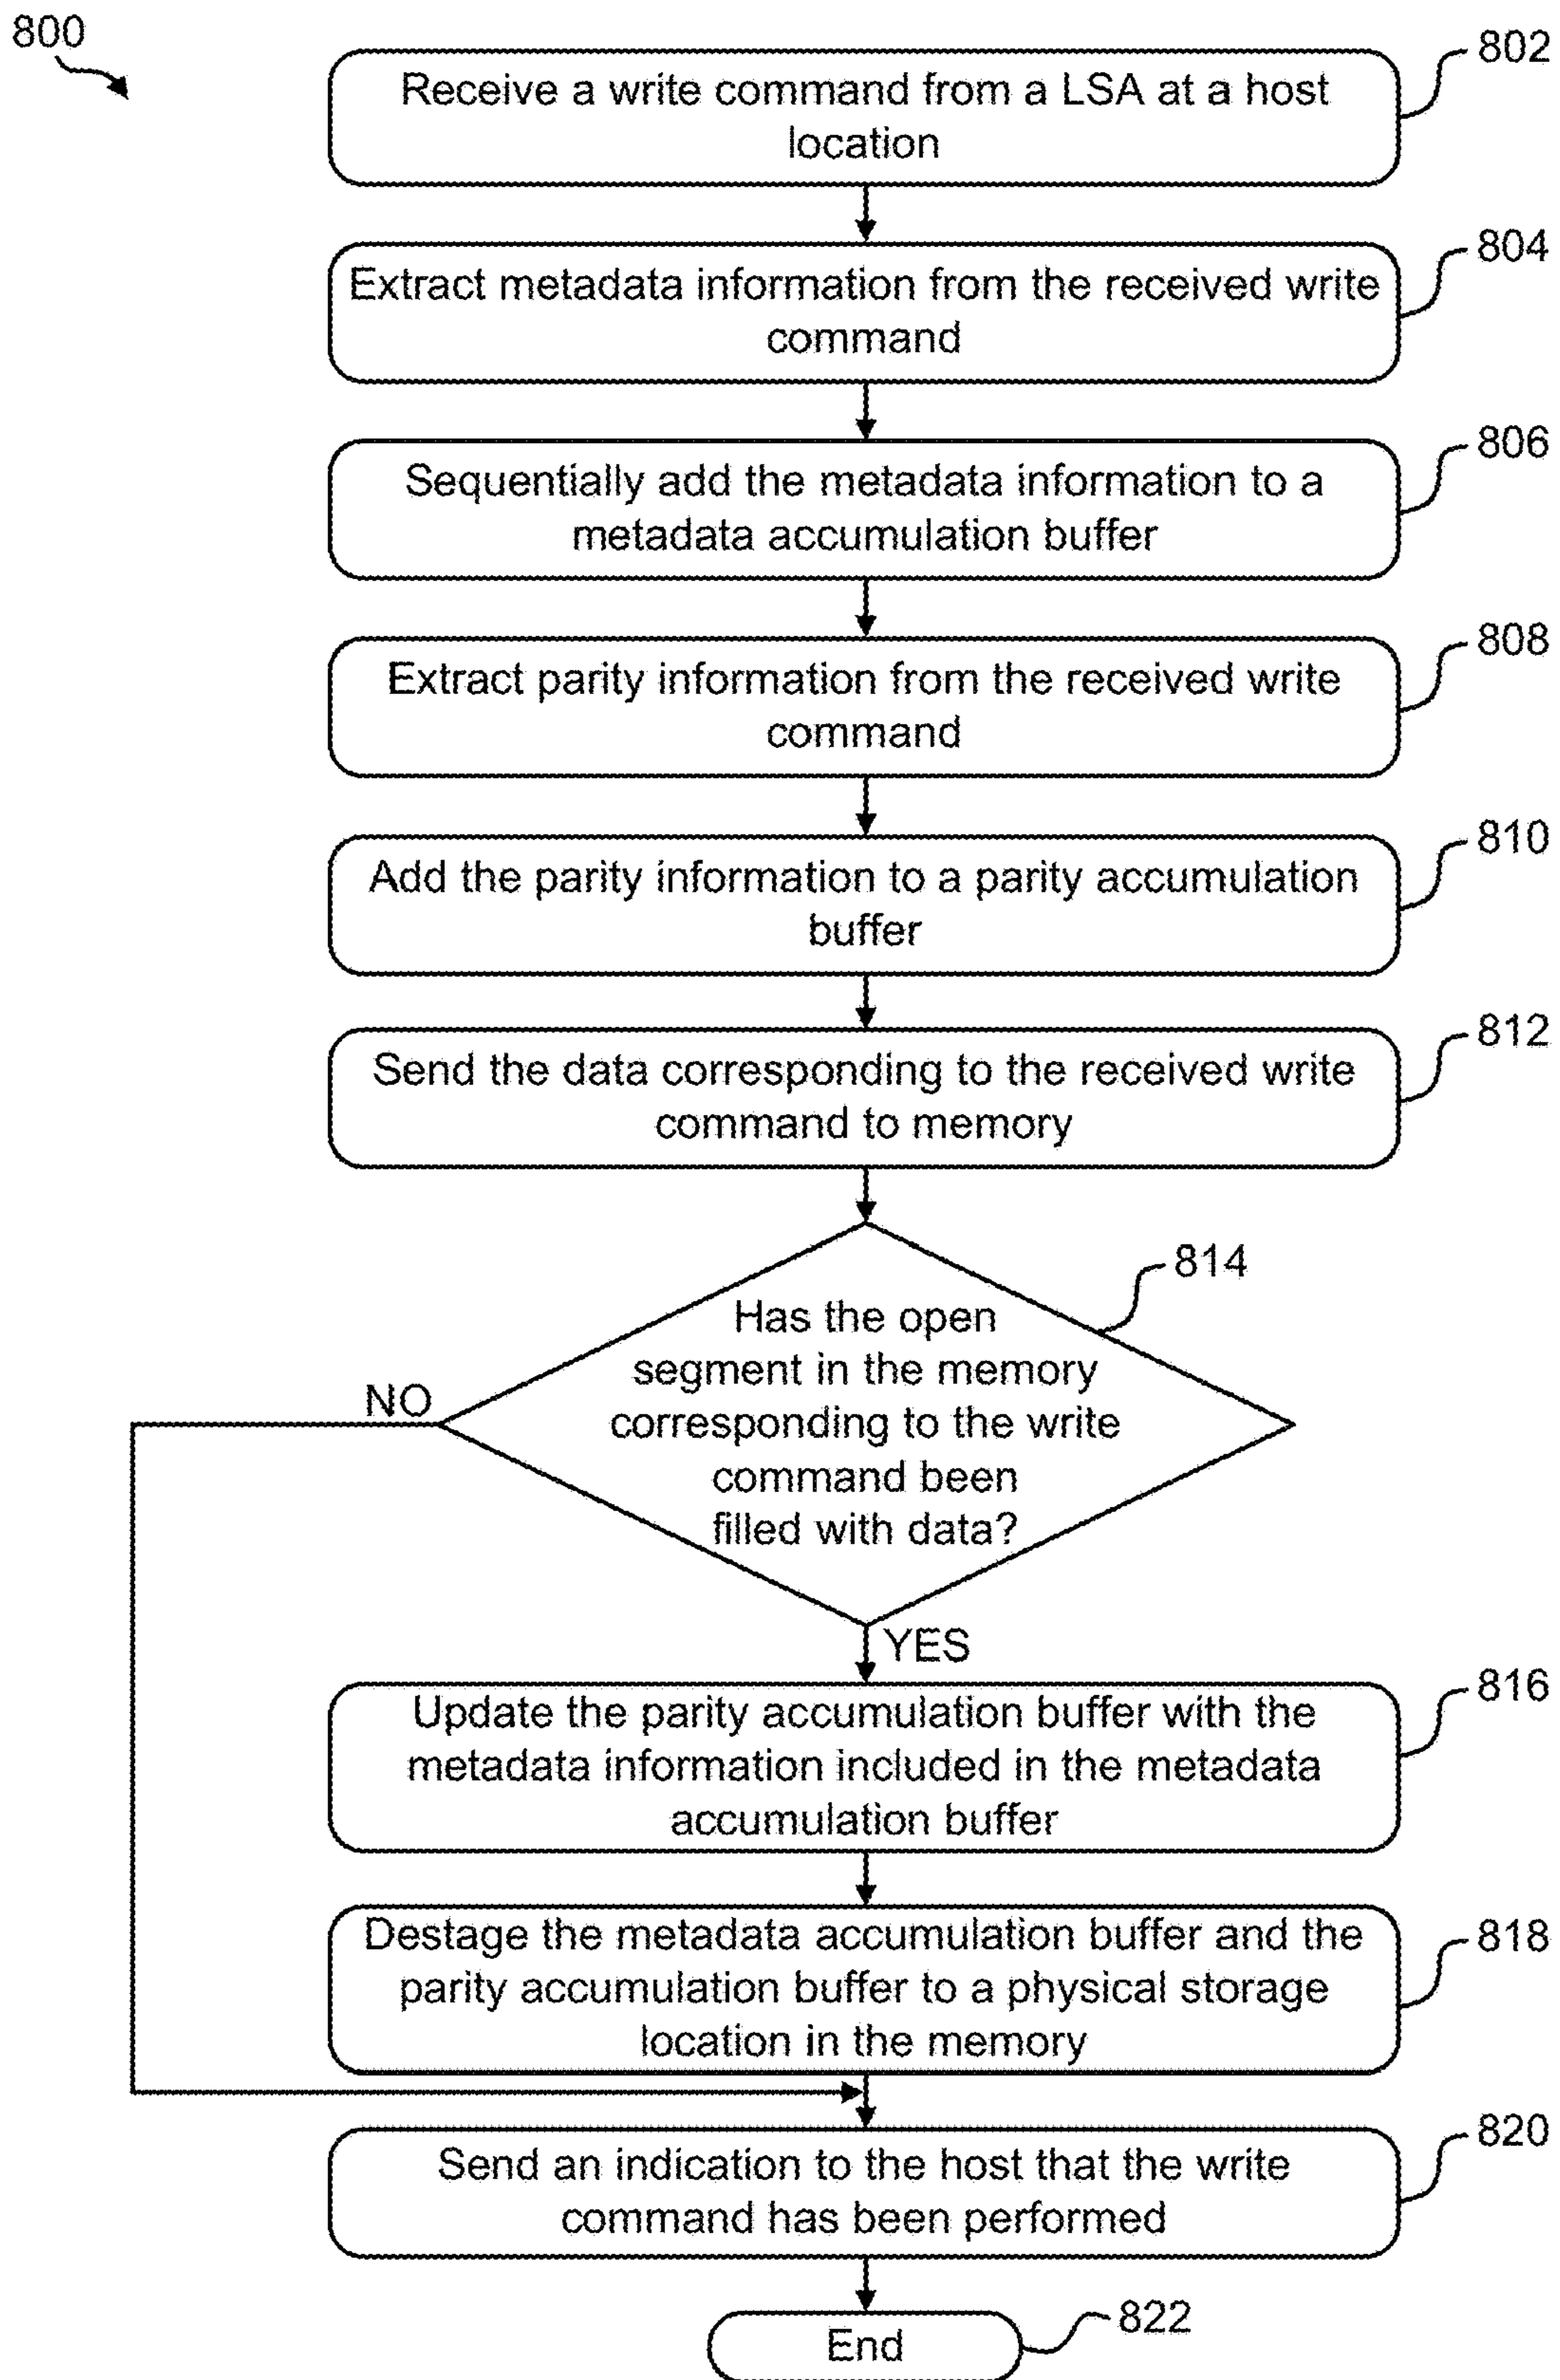 800
802
Receive a write command from a LSA at a host
location
804
Extract metadata information from the received write
command
806
Sequentially add the metadata information to a
metadata accumulation buffer
808
Extract parity information from the received write
command
810
Add the parity information to a parity accumulation
buffer
812
Send the data corresponding to the received write
command to memory
814
Has the open
segment in the memory
corresponding to the write
command been
filled with data?
NO
YES
816
Update the parity accumulation buffer with the
metadata information included in the metadata
accumulation buffer
818
Destage the metadata accumulation buffer and the
parity accumulation buffer to a physical storage
location in the memory
820
Send an indication to the host that the write
command has been performed
822
End